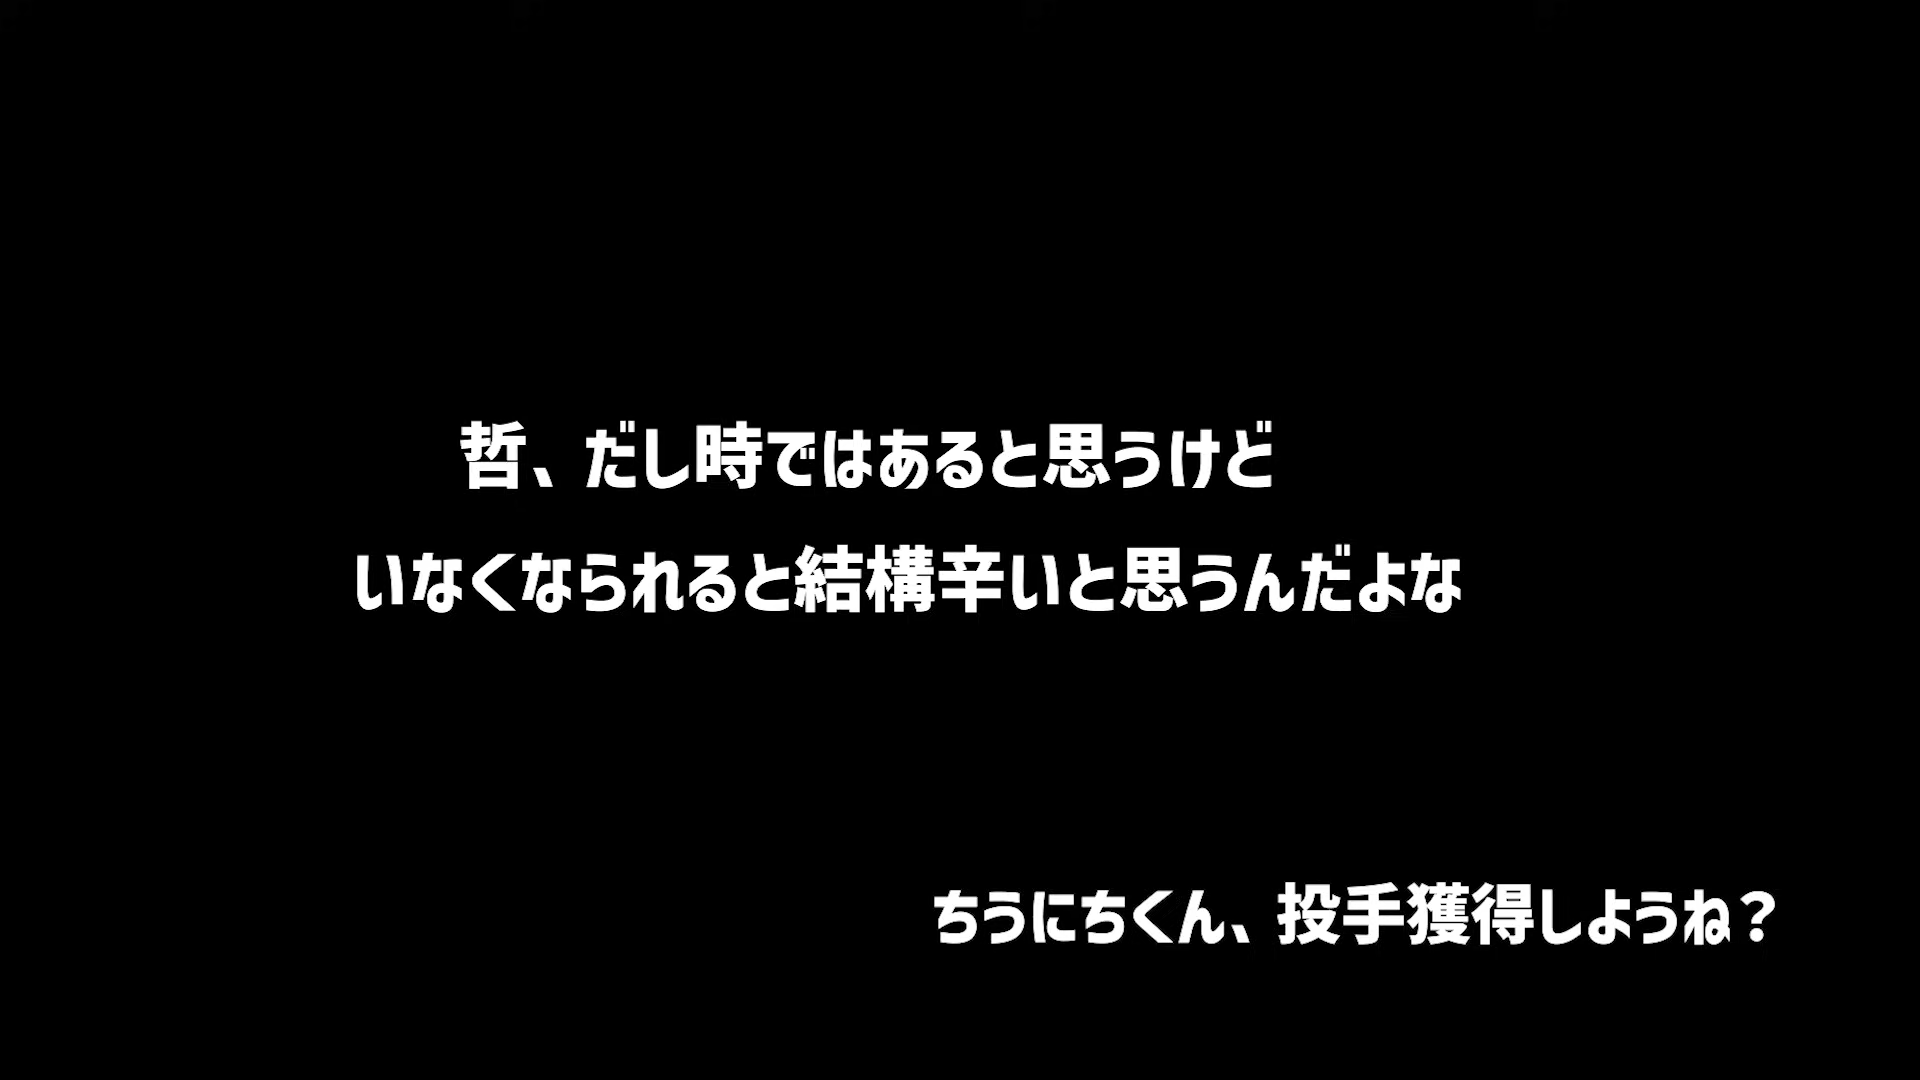 哲、だし時ではあると思うけど
いなくなられると結構辛いと思うんだよな
ちうにちくん、投手獲得しようね？